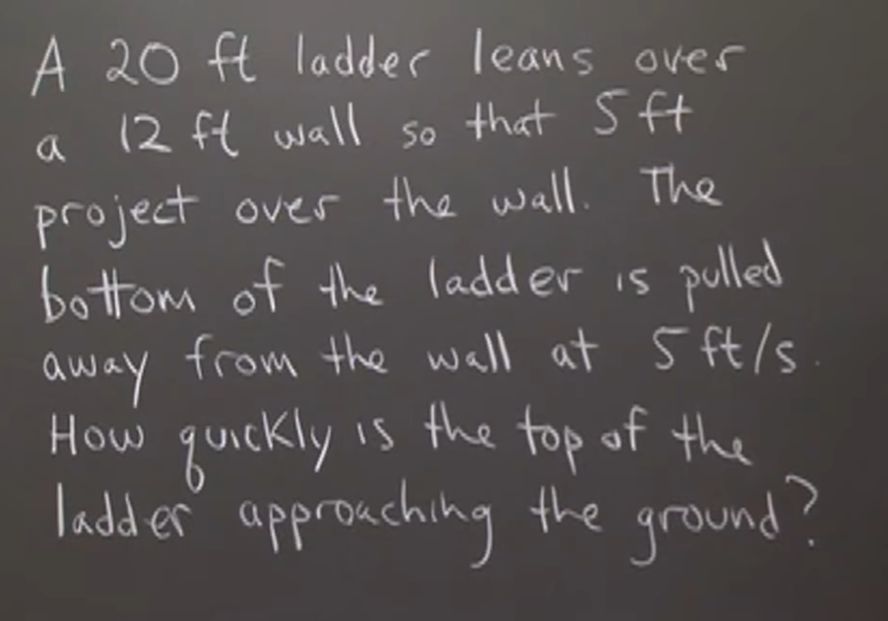 A 20 ft ladder leans over
a 12 ft wall so that 5 ft
project over the wall. The
bottom of the ladder is pulled
away from the wall at 5 ft/s.
How quickly is the top of the
ladder approaching the ground?